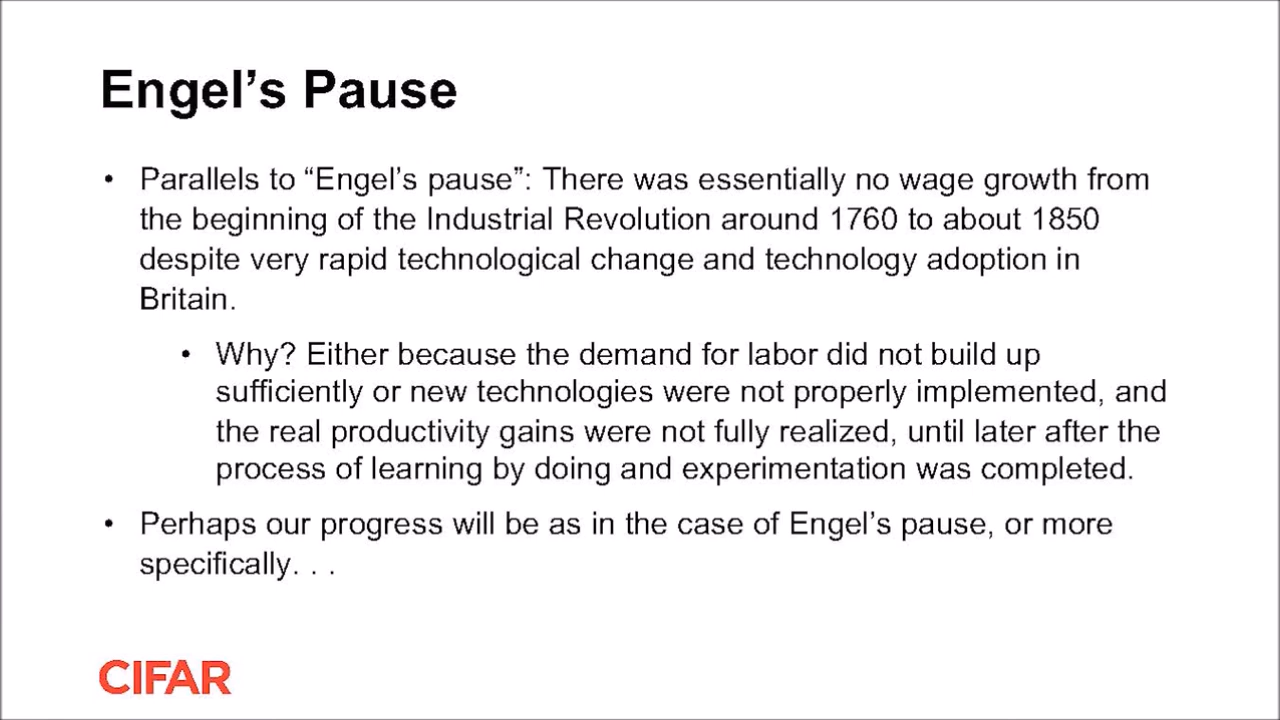 Engel’s Pause
• Parallels to “Engel’s pause”: There was essentially no wage growth from
the beginning of the Industrial Revolution around 1760 to about 1850
despite very rapid technological change and technology adoption in
Britain.
• Why? Either because the demand for labor did not build up
sufficiently or new technologies were not properly implemented, and
the real productivity gains were not fully realized, until later after the
process of learning by doing and experimentation was completed.
• Perhaps our progress will be as in the case of Engel’s pause, or more
specifically. . .
CIFAR